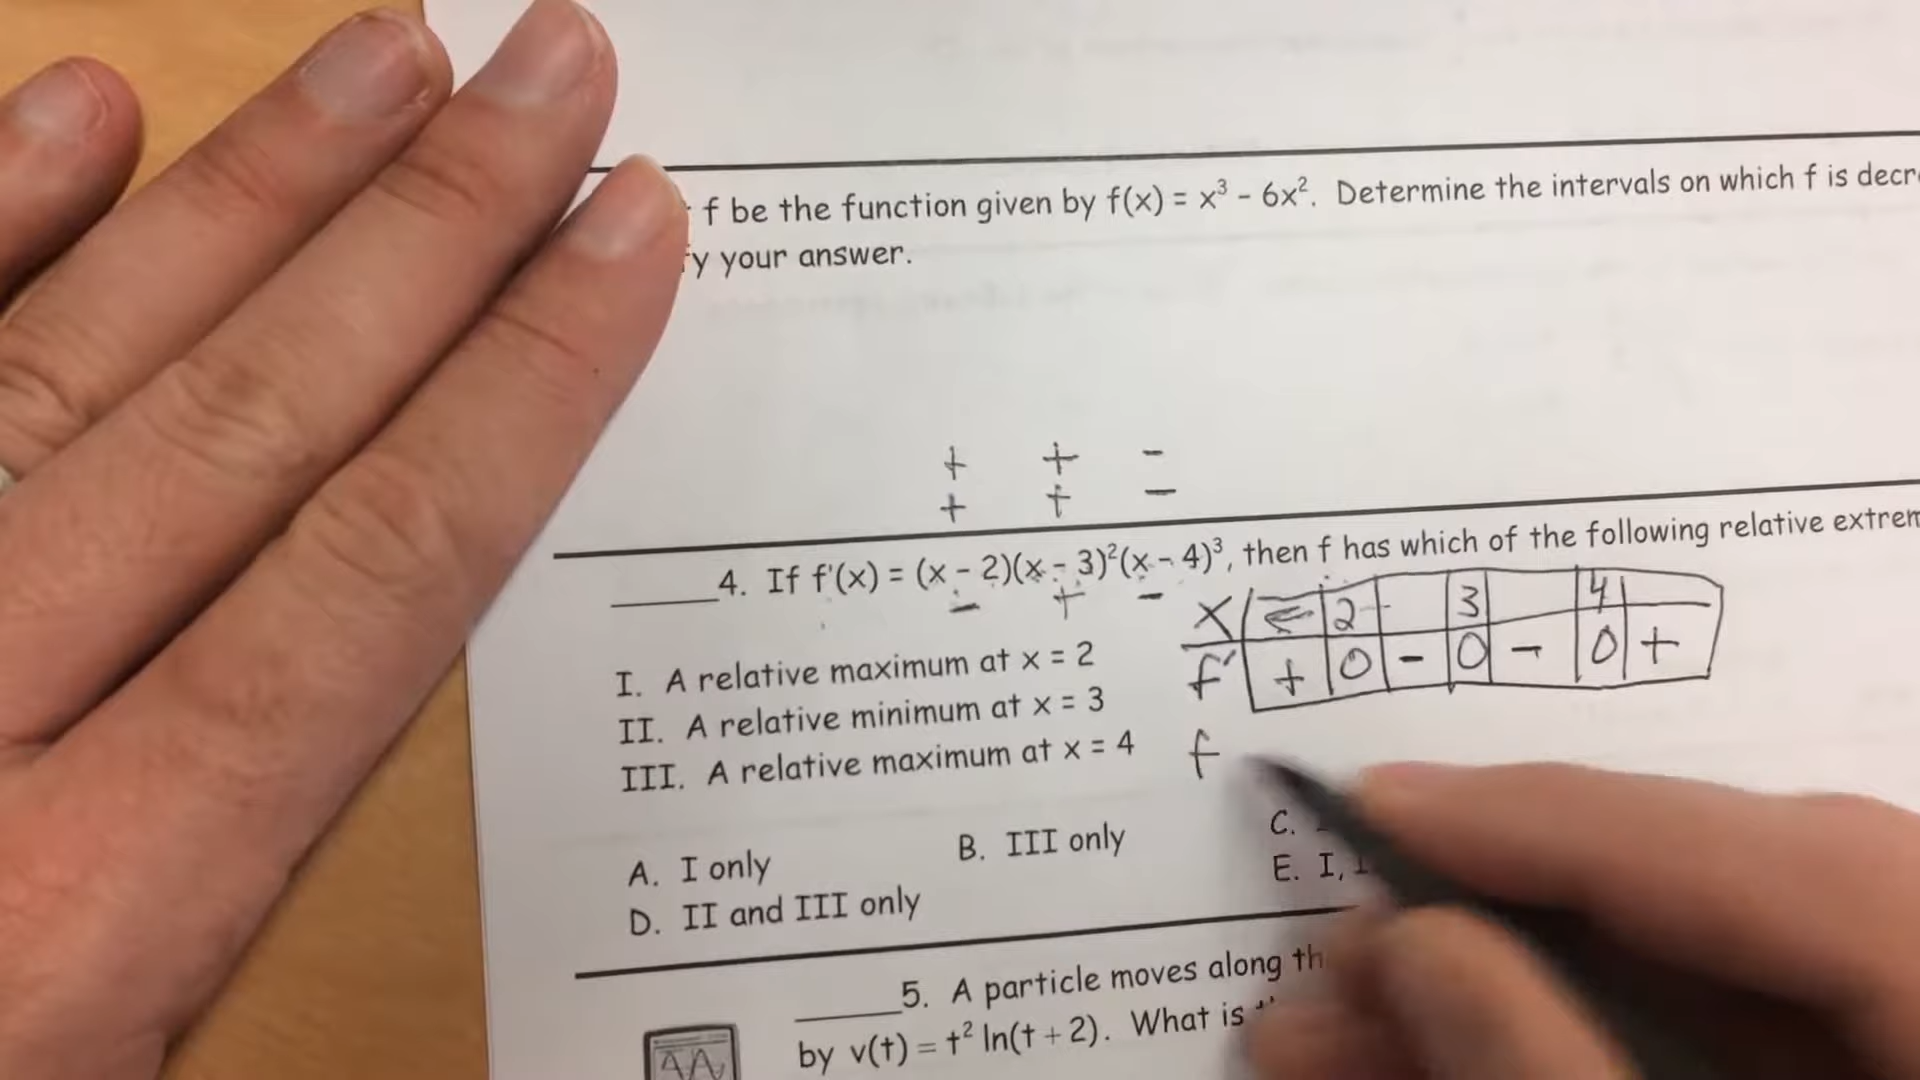 f be the function given by f(x) = x³ - 6x². Determine the intervals on which f is decr
y your answer.
+ + -
+ + -
4. If f'(x) = (x - 2)(x - 3)²(x - 4)³, then f has which of the following relative extrem
- + -
x 2 3 4
f' + 0 - 0 - 0 +
f
I. A relative maximum at x = 2
II. A relative minimum at x = 3
III. A relative maximum at x = 4
A. I only B. III only C.
D. II and III only E. I,
5. A particle moves along th
by v(t) = t² ln(t + 2). What is